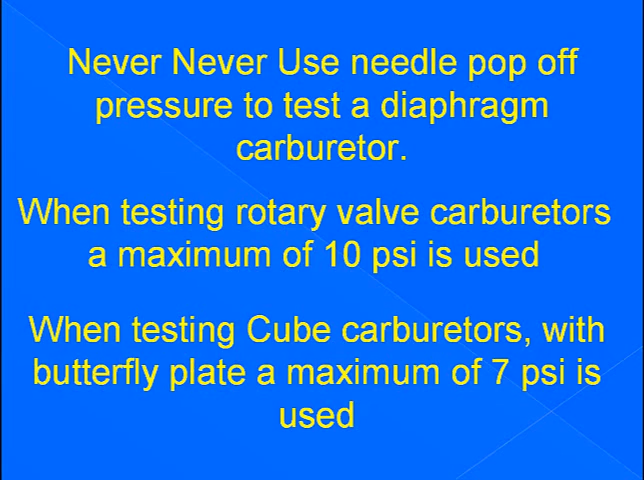 Never Never Use needle pop off
pressure to test a diaphragm
carburetor.
When testing rotary valve carburetors
a maximum of 10 psi is used
When testing Cube carburetors, with
butterfly plate a maximum of 7 psi is
used